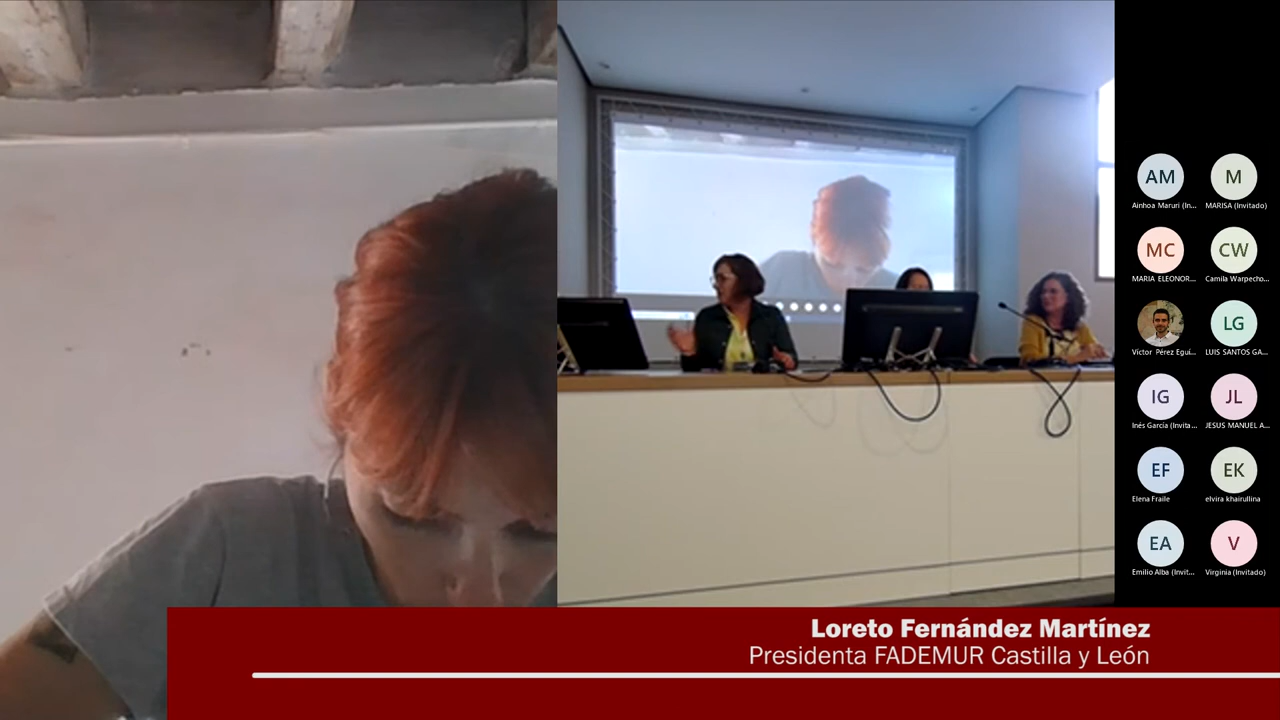 AM
M
Ainhoa Maruri (In...
MARISA (Invitado)
MC
CW
MARIA ELEONOR...
Camila Warpecho...
LG
Víctor Pérez Egui...
LUIS SANTOS GA...
IG
JL
Inés García (Invita...
JESUS MANUEL A...
EF
EK
Elena Fraile
elvira khairullina
EA
V
Emilio Alba (Invit...
Virginia (Invitado)
Loreto Fernández Martínez
Presidenta FADEMUR Castilla y León